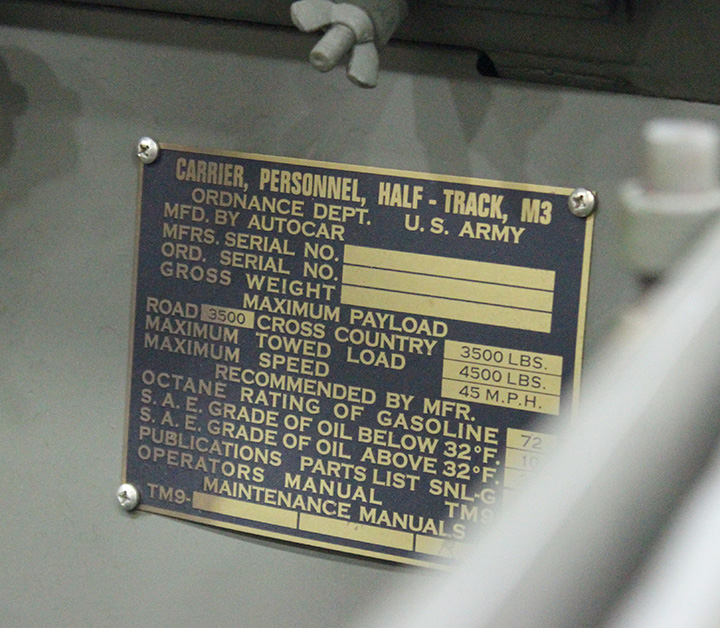 CARRIER, PERSONNEL, HALF - TRACK, M3
ORDNANCE DEPT. U.S. ARMY
MFD. BY AUTOCAR
MFRS. SERIAL NO.
ORD. SERIAL NO.
GROSS WEIGHT
MAXIMUM PAYLOAD
ROAD 3500 CROSS COUNTRY 3500 LBS.
MAXIMUM TOWED LOAD 4500 LBS.
MAXIMUM SPEED 45 M.P.H.
RECOMMENDED BY MFR.
OCTANE RATING OF GASOLINE 72
S.A.E. GRADE OF OIL BELOW 32°F.
S.A.E. GRADE OF OIL ABOVE 32°F.
PUBLICATIONS PARTS LIST SNL-G
OPERATORS MANUAL TM9
MAINTENANCE MANUALS
TM9-